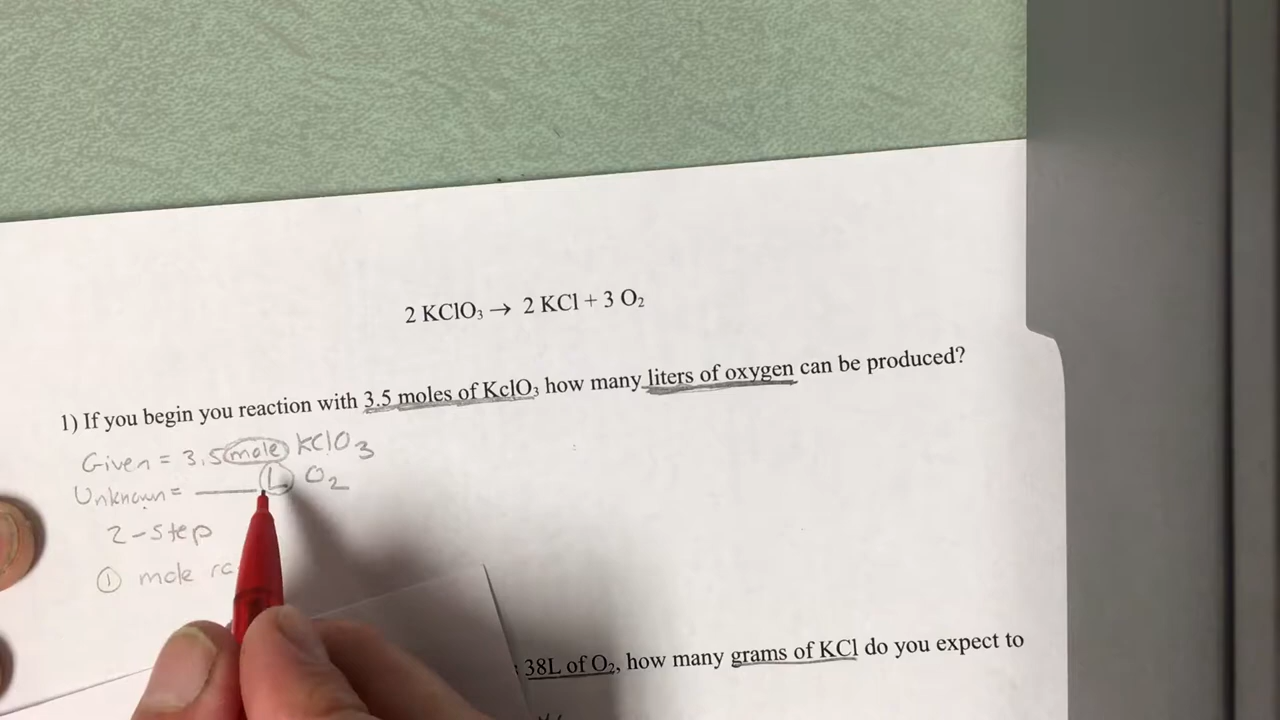 2 KClO₃ → 2 KCl + 3 O₂
1) If you begin you reaction with 3.5 moles of KclO₃ how many liters of oxygen can be produced?
Given = 3.5 mole KClO₃
Unknown = ____ L O₂
2-step
① mole
38L of O₂, how many grams of KCl do you expect to